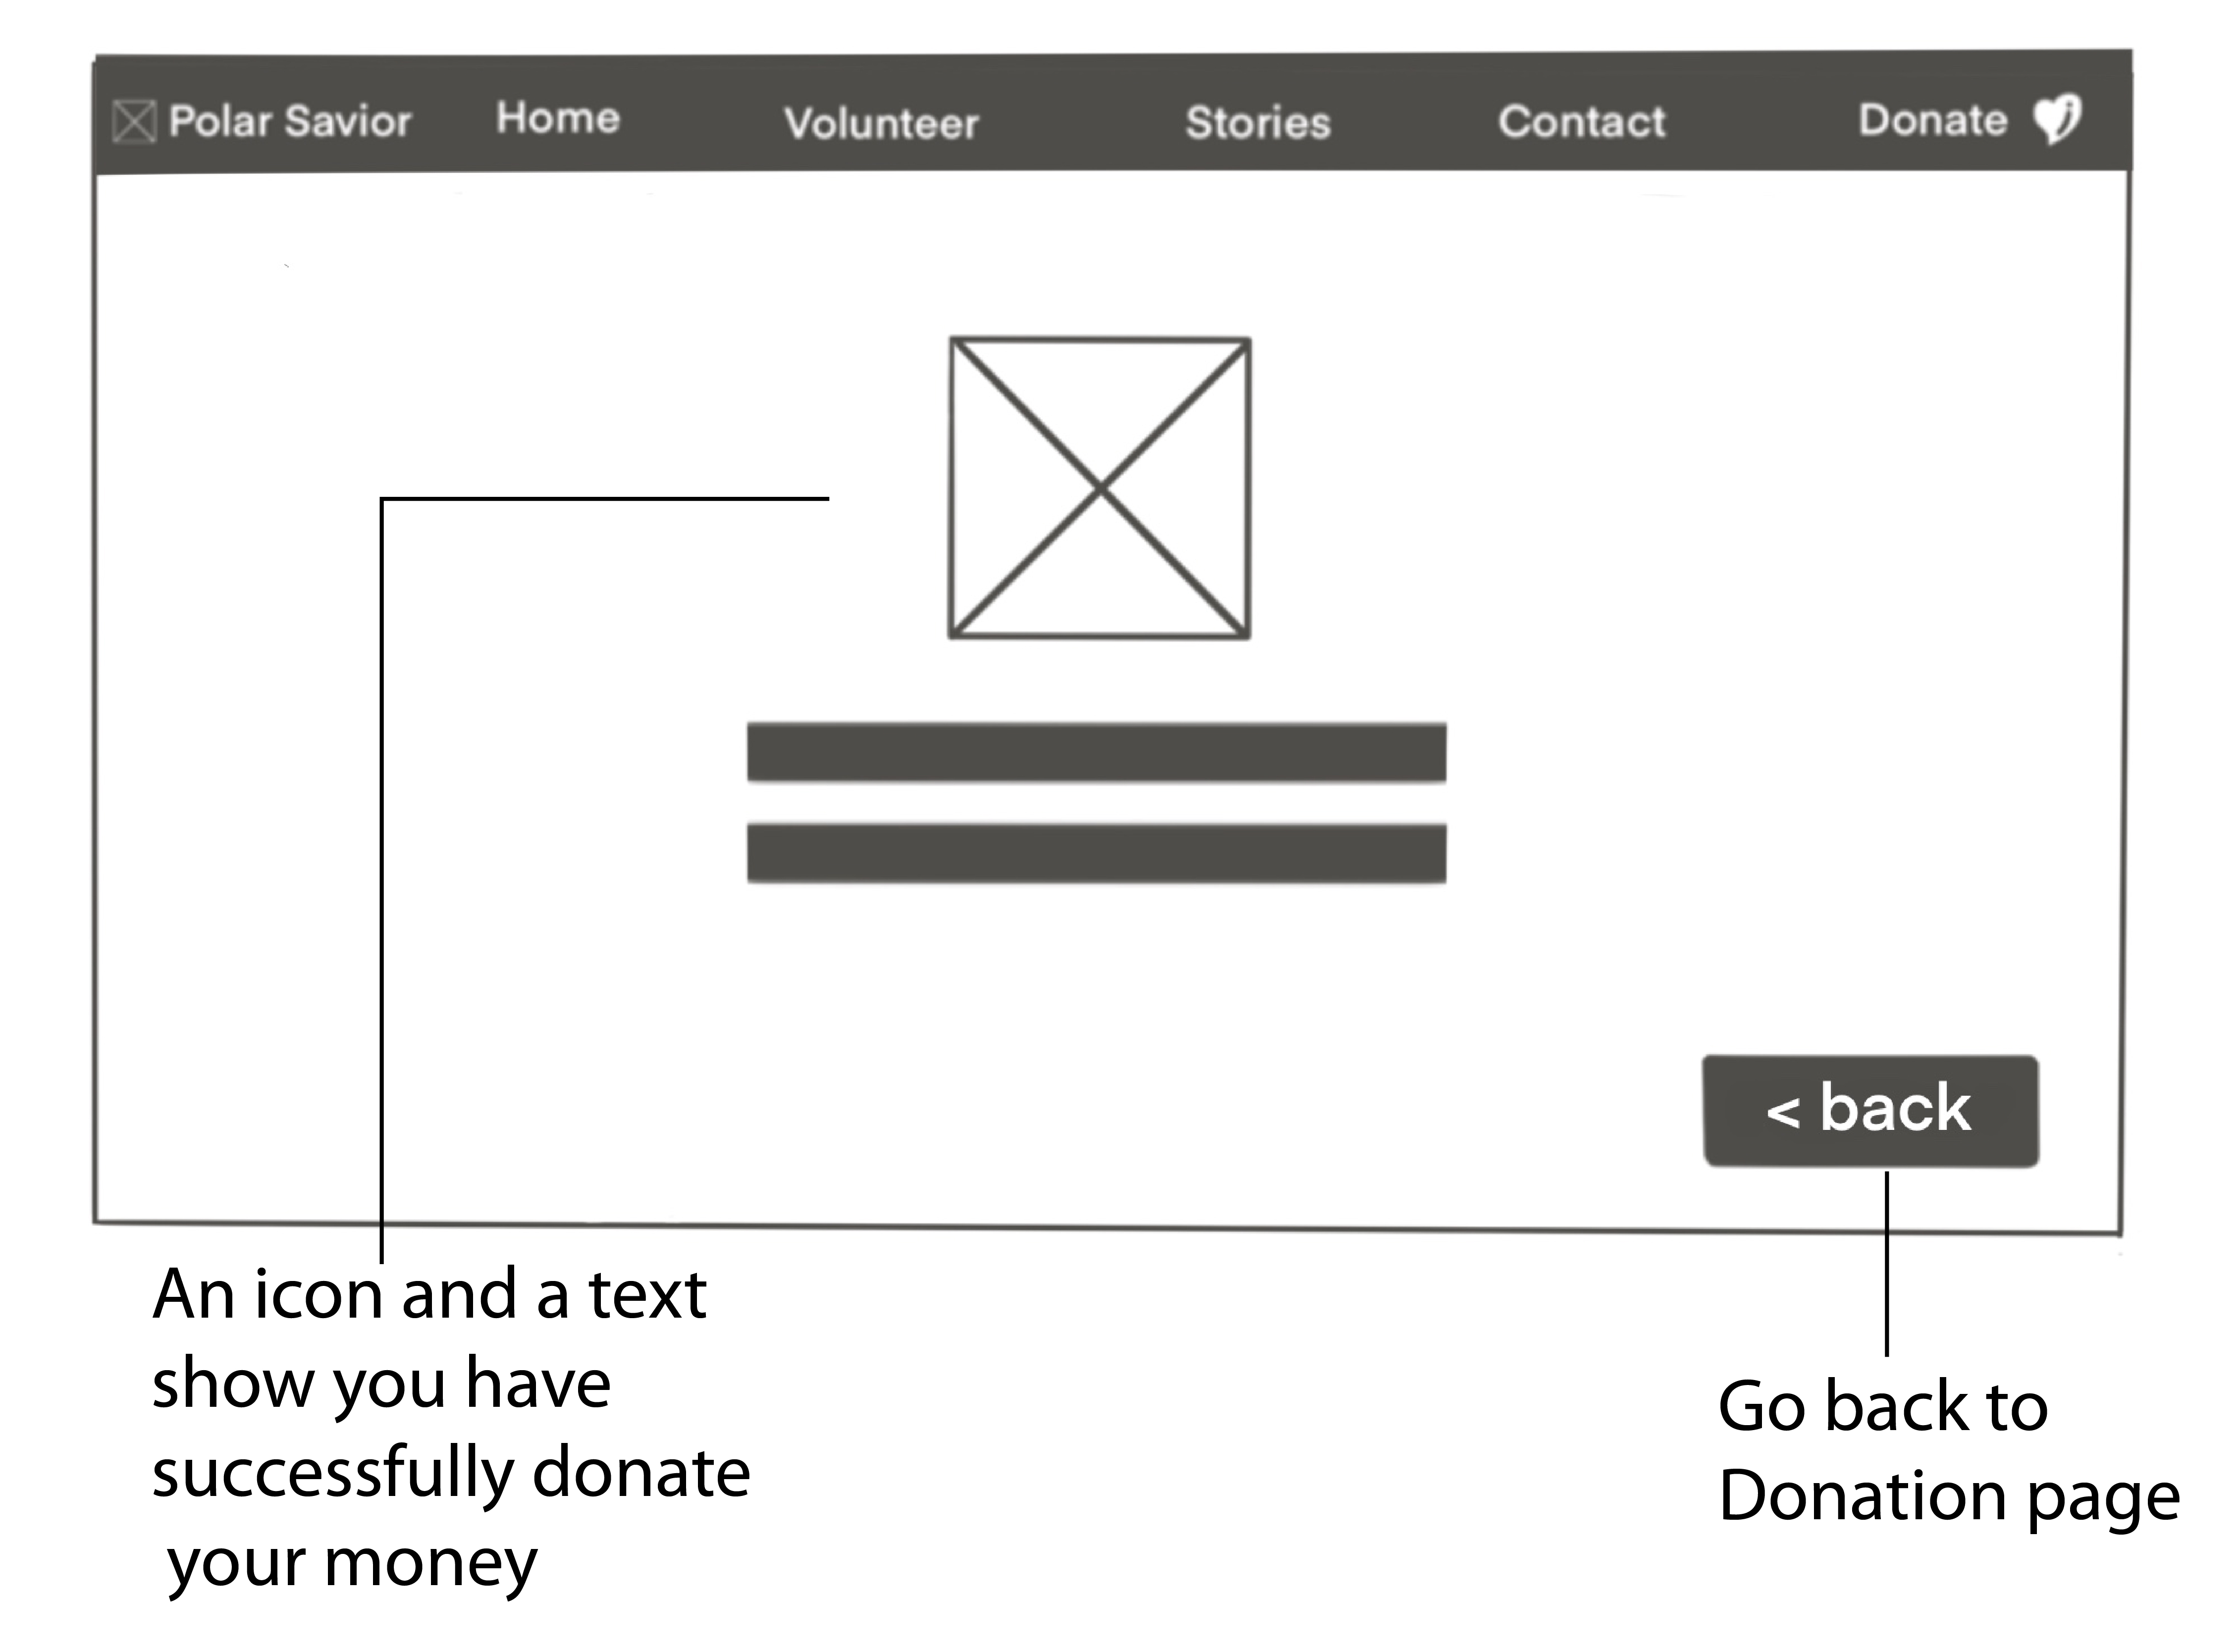 Polar Savior Home Volunteer Stories Contact Donate
< back
An icon and a text
show you have
successfully donate
your money
Go back to
Donation page